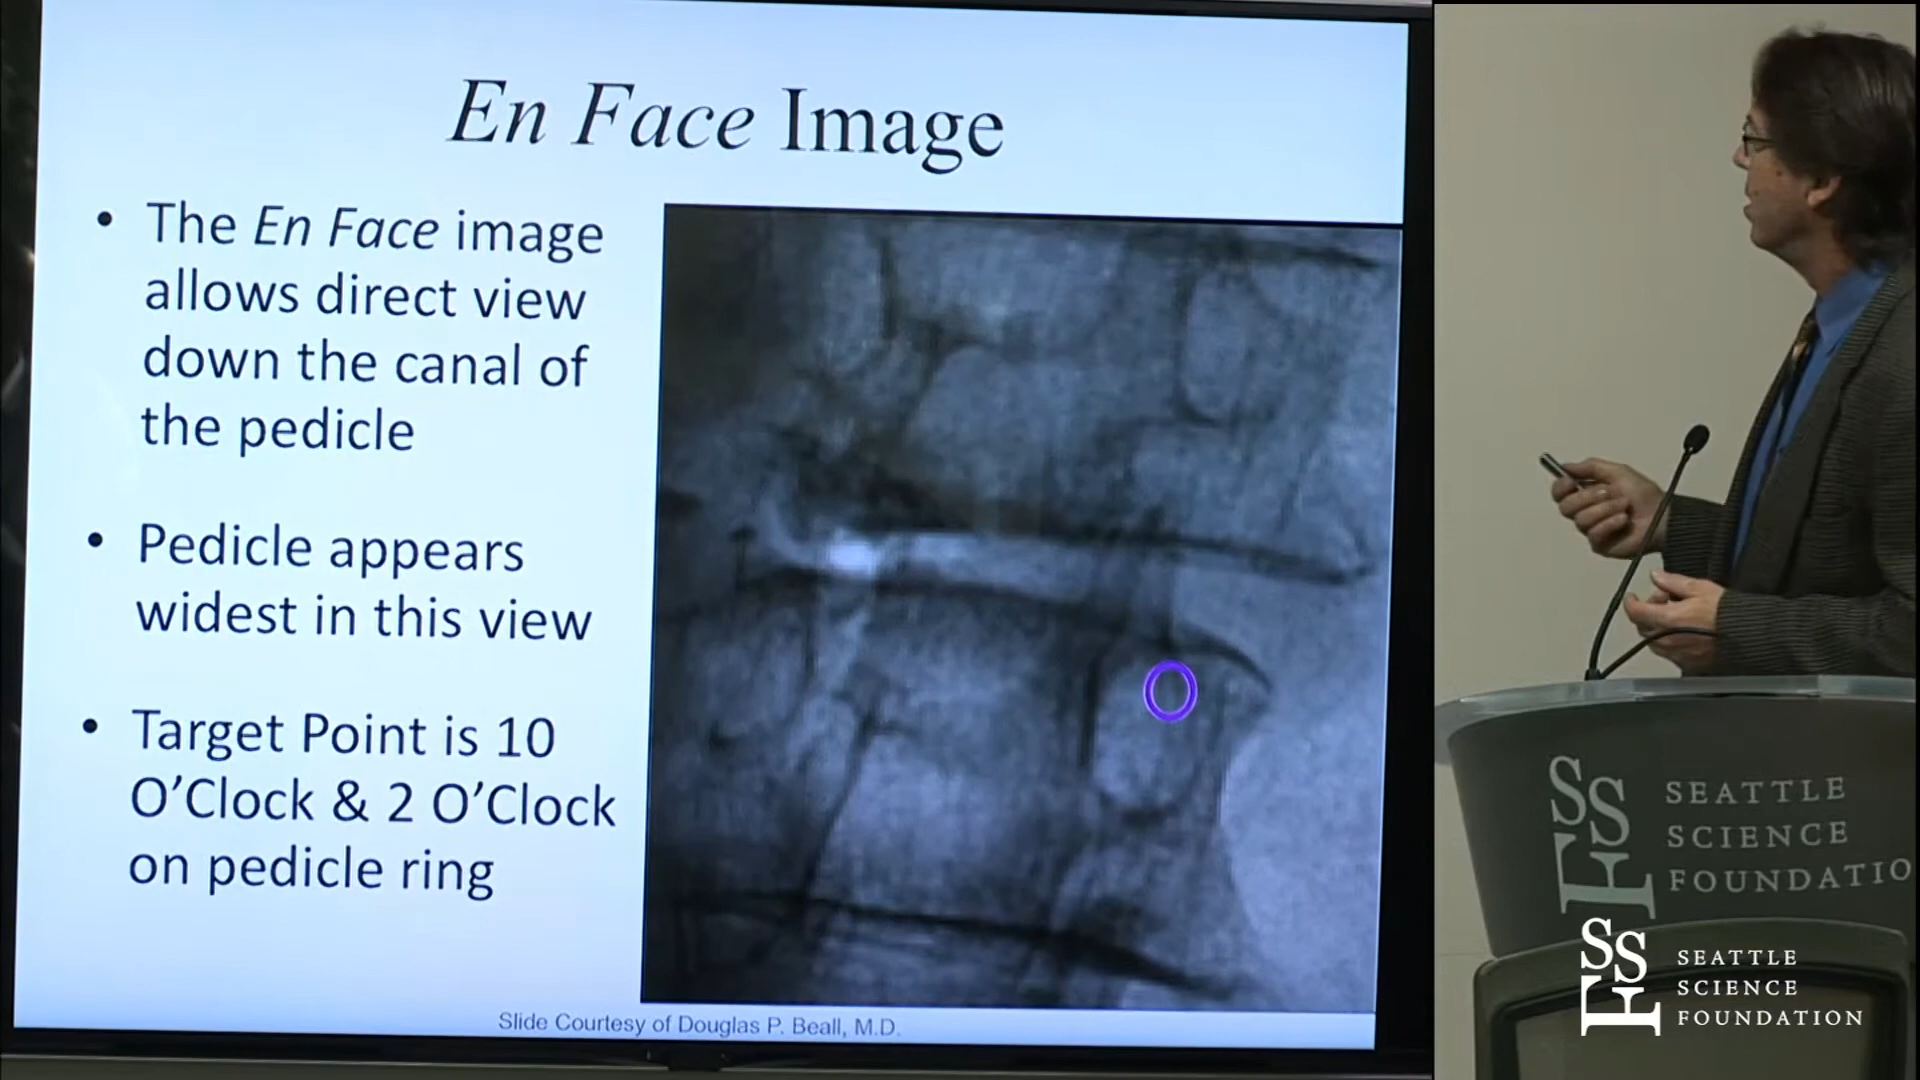 En Face Image
• The En Face image
allows direct view
down the canal of
the pedicle
• Pedicle appears
widest in this view
• Target Point is 10
O'Clock & 2 O'Clock
on pedicle ring
Slide Courtesy of Douglas P. Beall, M.D.
SSF
SEATTLE
SCIENCE
FOUNDATIO
SSF
SEATTLE
SCIENCE
FOUNDATION